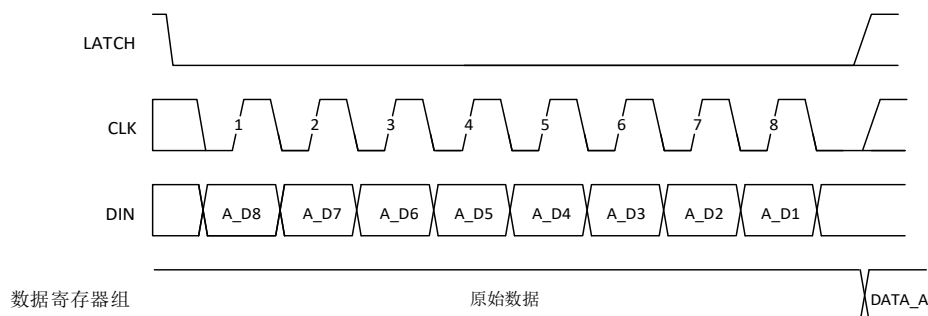 LATCH
CLK 1 2 3 4 5 6 7 8
DIN A_D8 A_D7 A_D6 A_D5 A_D4 A_D3 A_D2 A_D1
数据寄存器组 原始数据 DATA_A